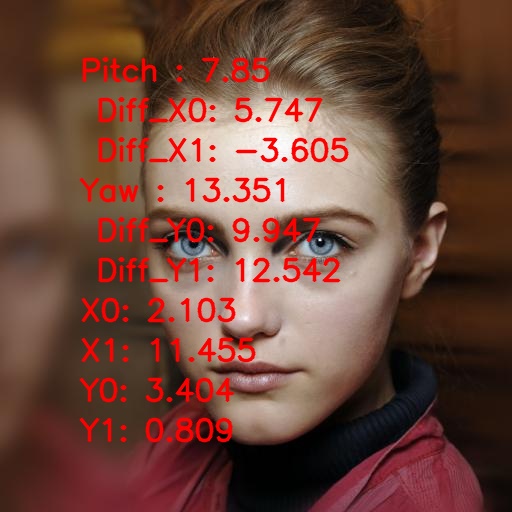 Pitch : 7.85
Diff_X0: 5.747
Diff_X1: -3.605
Yaw : 13.351
Diff_Y0: 9.947
Diff_Y1: 12.542
X0: 2.103
X1: 11.455
Y0: 3.404
Y1: 0.809